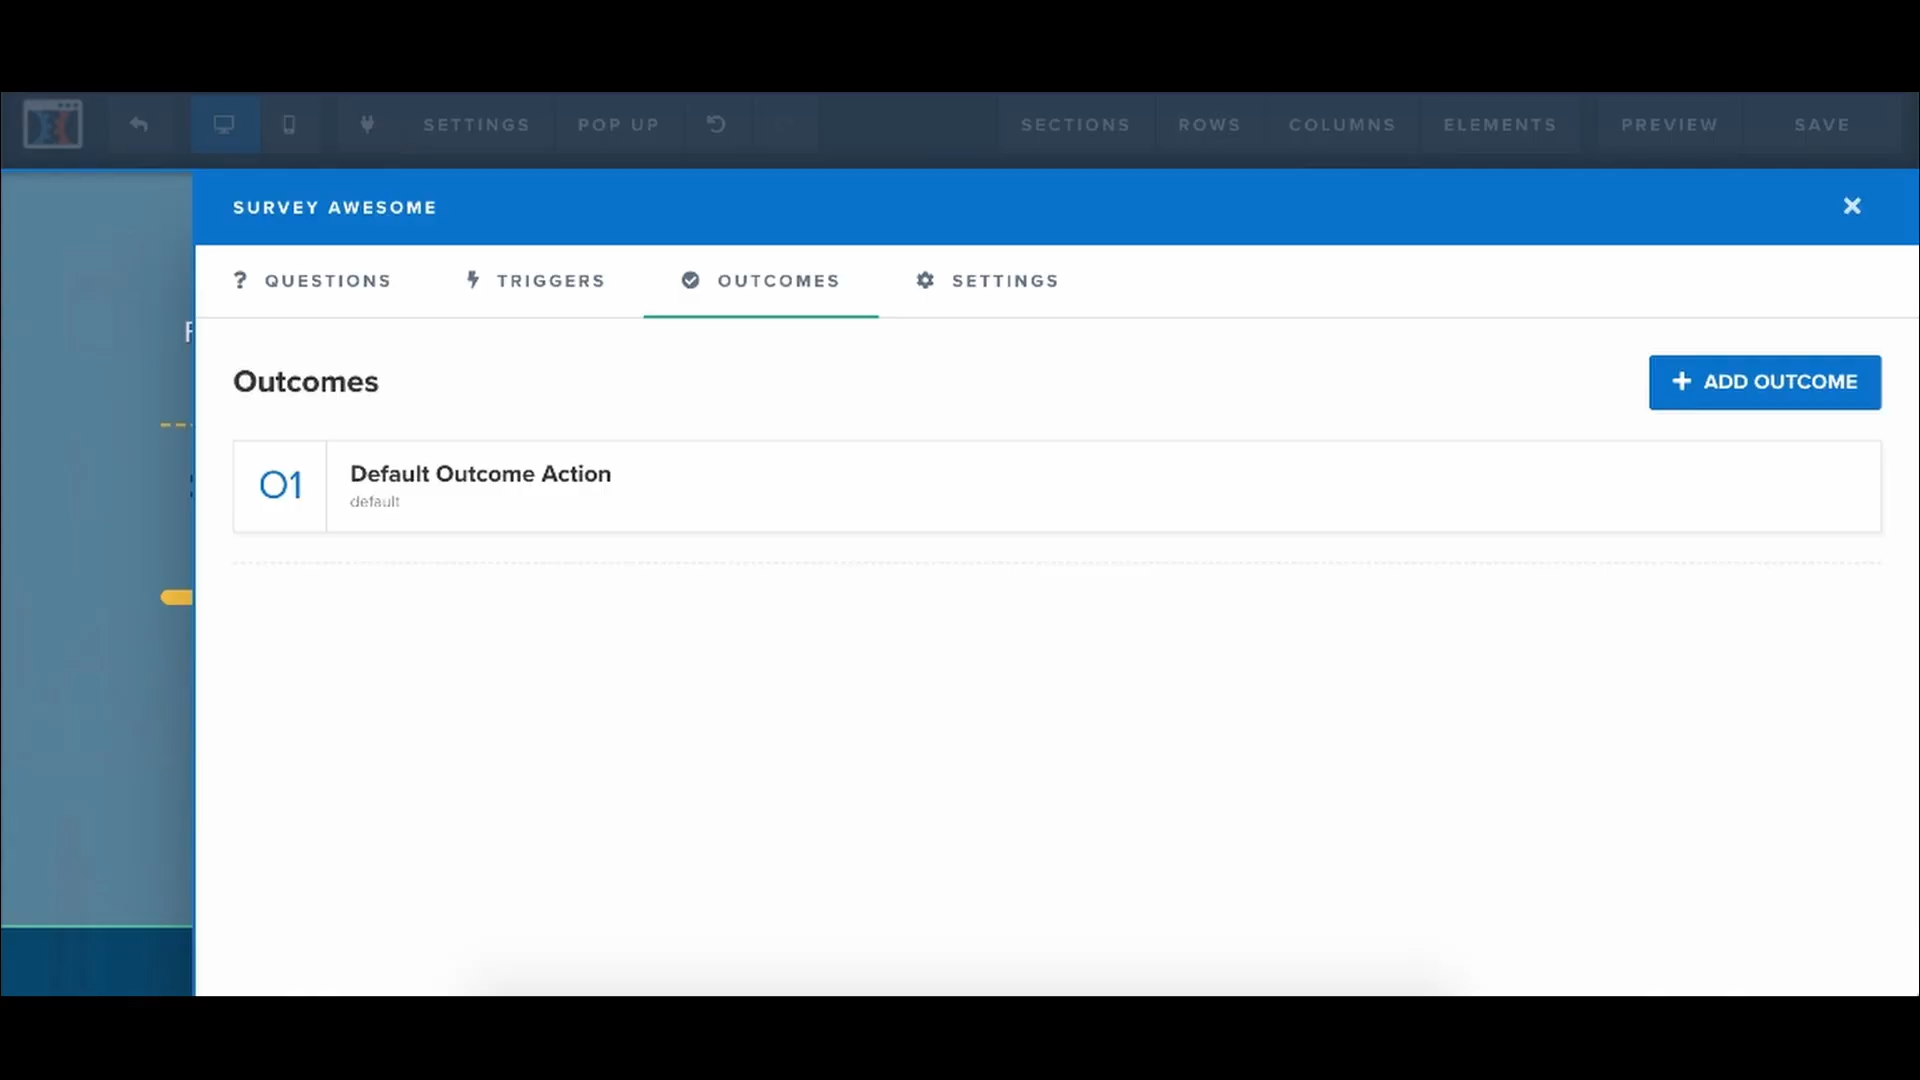 SETTINGS POP UP SECTIONS ROWS COLUMNS ELEMENTS PREVIEW SAVE
SURVEY AWESOME
? QUESTIONS TRIGGERS OUTCOMES SETTINGS
Outcomes
+ ADD OUTCOME
01
Default Outcome Action
default